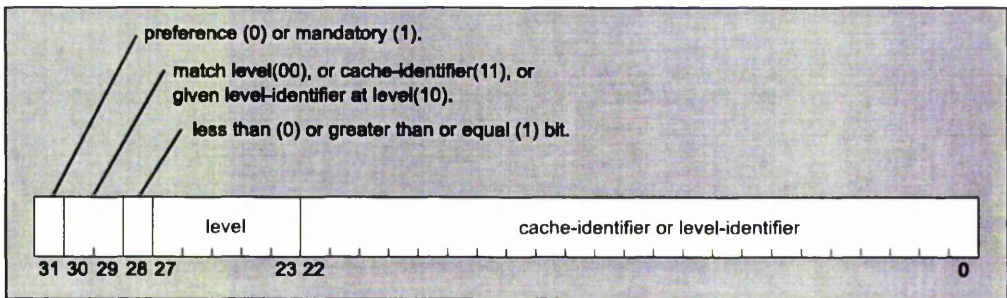 preference (0) or mandatory (1).
match level(00), or cache-identifier(11), or
given level-identifier at level(10).
less than (0) or greater than or equal (1) bit.
level
cache-identifier or level-identifier
31 30 29 28 27 23 22 0